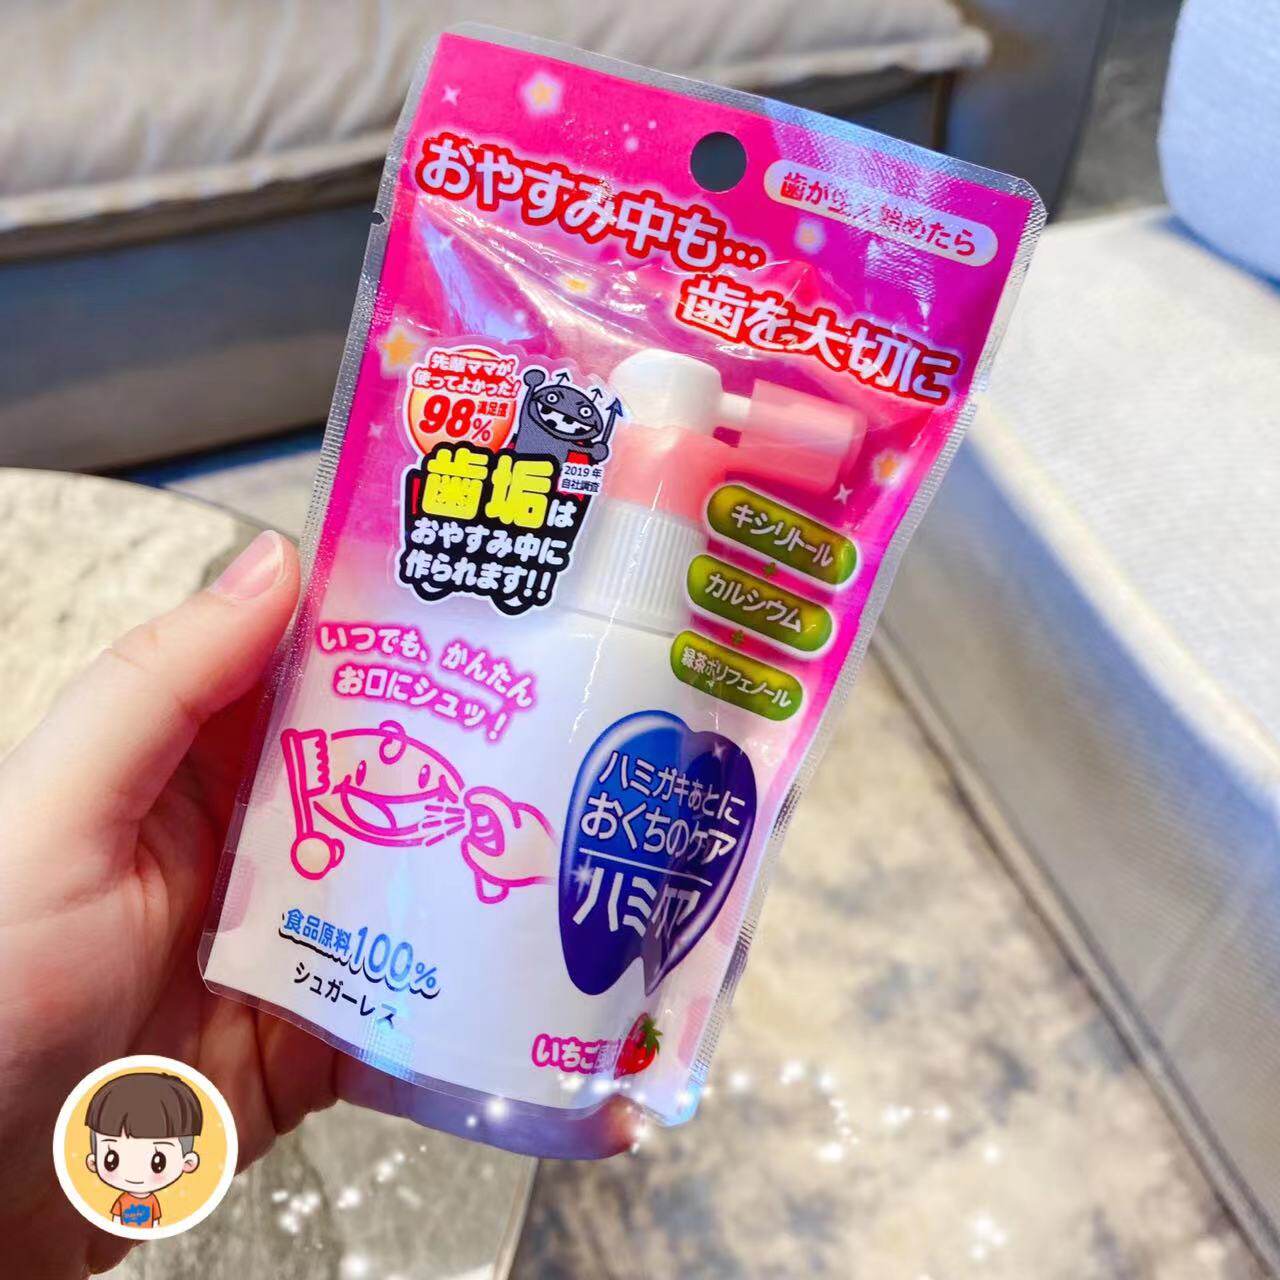 歯が生え始めたら
おやすみ中も…
歯を大切に
先輩ママが
使ってよかった!
満足度
98%
2019年
自社調査
歯垢は
おやすみ中に
作られます!!
キシリトール
+
カルシウム
+
緑茶ポリフェノール
いつでも、かんたん
お口にシュッ!
ハミガキあとに
おくちのケア
ハミケア
食品原料100%
シュガーレス
いちご